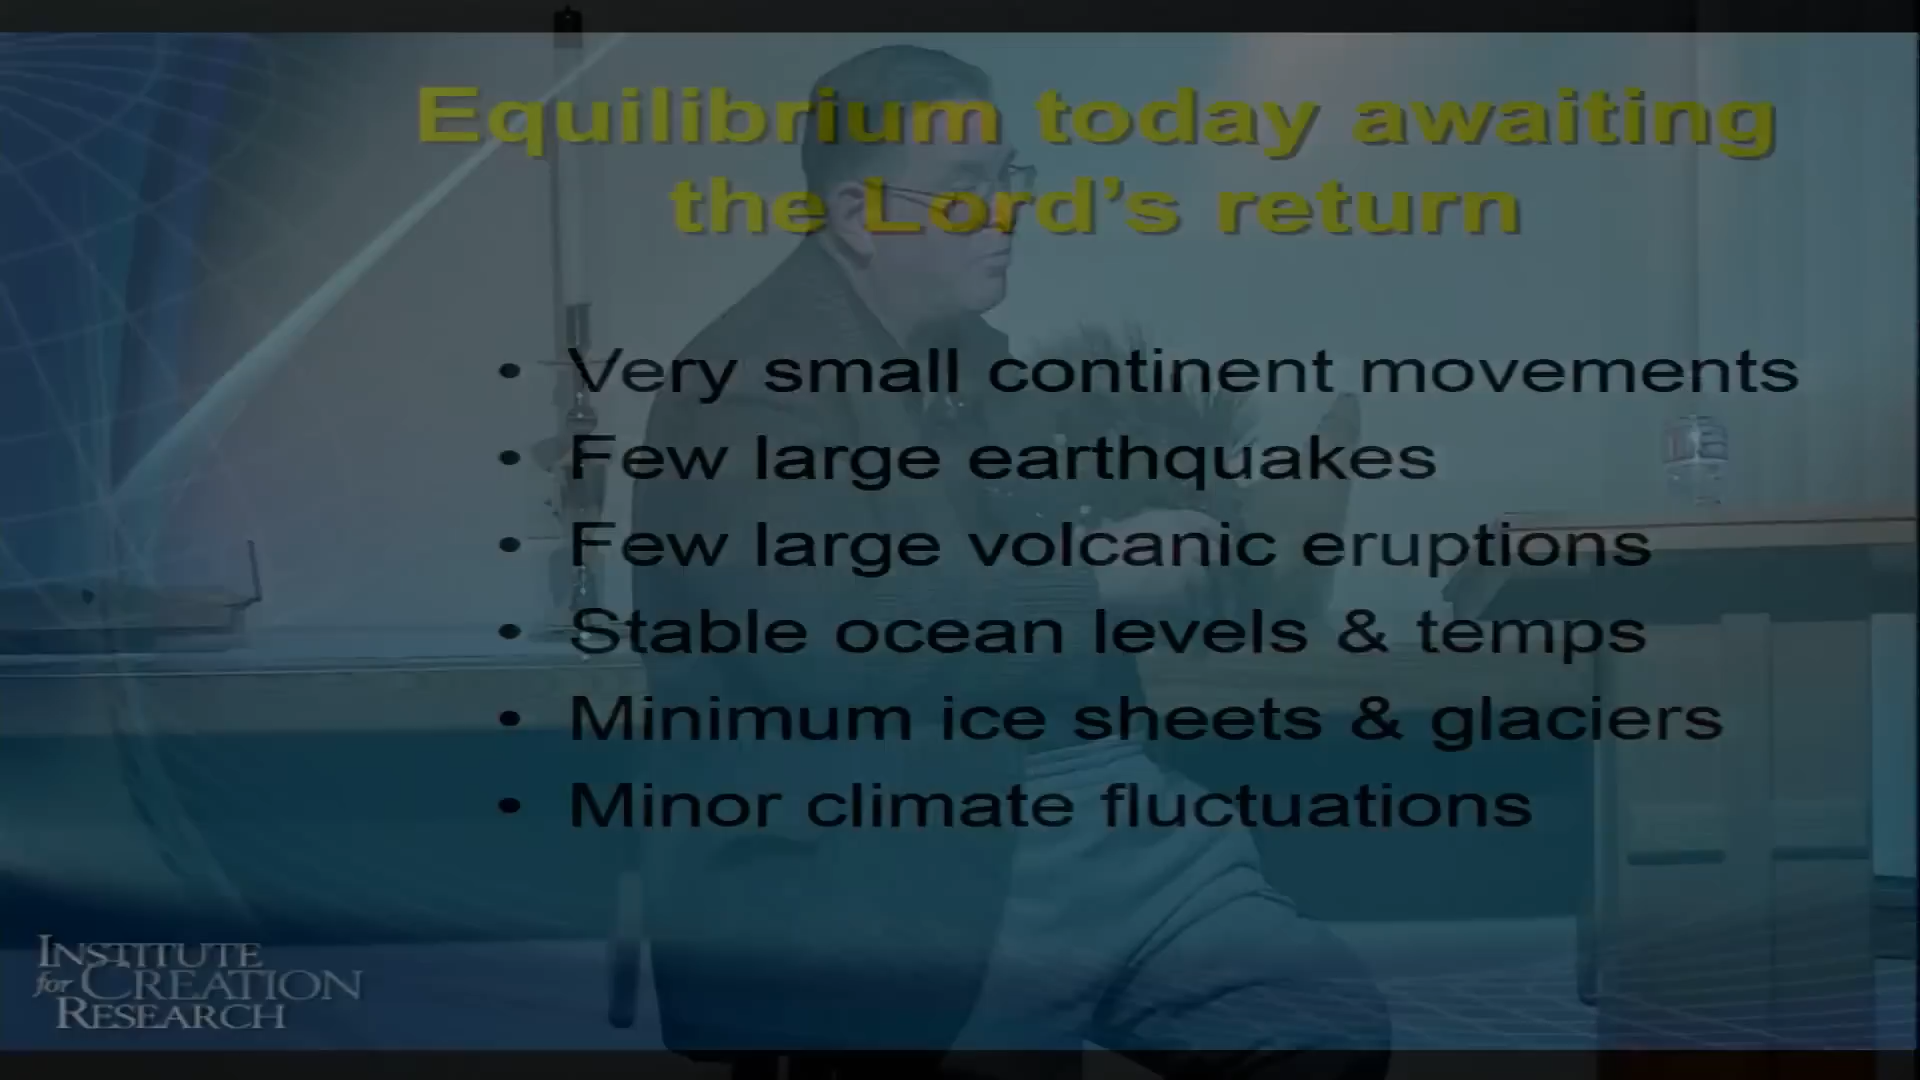 Equilibrium today awaiting
the Lord's return
• Very small continent movements
• Few large earthquakes
• Few large volcanic eruptions
• Stable ocean levels & temps
• Minimum ice sheets & glaciers
• Minor climate fluctuations
INSTITUTE
for CREATION
RESEARCH